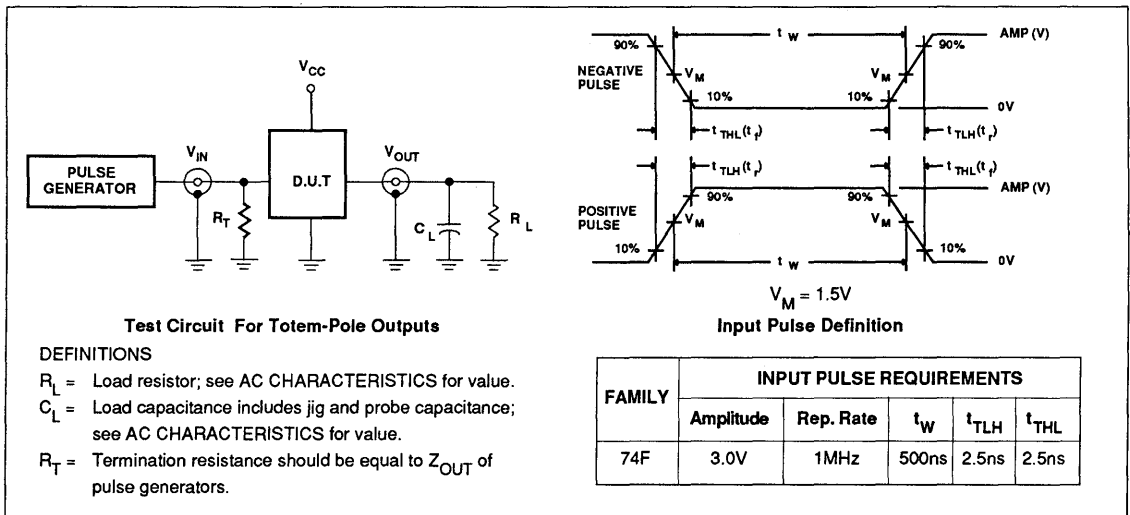 V_CC
V_IN
V_OUT
PULSE
GENERATOR
D.U.T
R_T
C_L
R_L
Test Circuit For Totem-Pole Outputs
DEFINITIONS
R_L = Load resistor; see AC CHARACTERISTICS for value.
C_L = Load capacitance includes jig and probe capacitance;
see AC CHARACTERISTICS for value.
R_T = Termination resistance should be equal to Z_OUT of
pulse generators.
t_W
AMP (V)
90%
90%
NEGATIVE
PULSE
V_M
V_M
10%
10%
0V
t_THL(t_f)
t_TLH(t_r)
t_TLH(t_r)
t_THL(t_f)
AMP (V)
90%
90%
POSITIVE
PULSE
V_M
V_M
10%
10%
t_W
0V
V_M = 1.5V
Input Pulse Definition
FAMILY
INPUT PULSE REQUIREMENTS
Amplitude Rep. Rate t_W t_TLH t_THL
74F 3.0V 1MHz 500ns 2.5ns 2.5ns